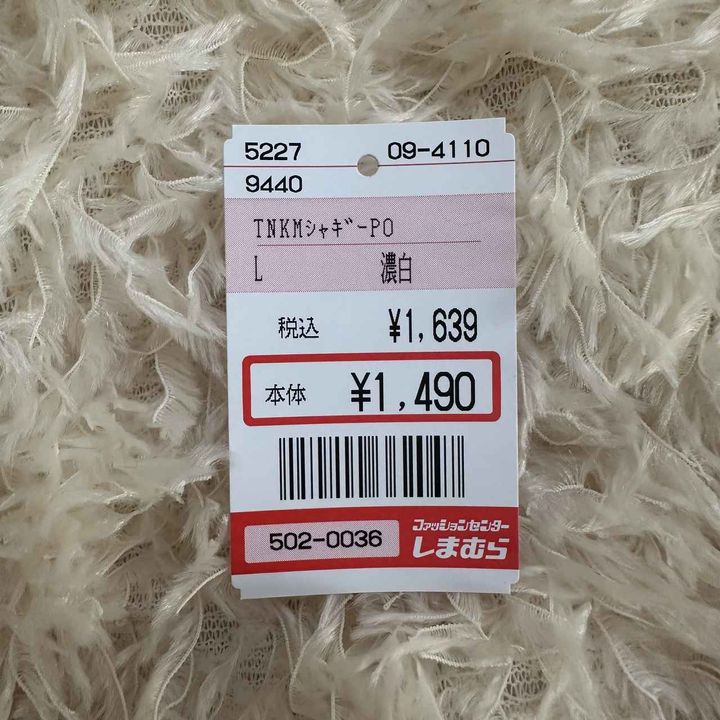 5227 09-4110
9440
TNKMｼｬｷﾞｰPO
L 濃白
税込 ¥1,639
本体 ¥1,490
502-0036
ファッションセンター
しまむら